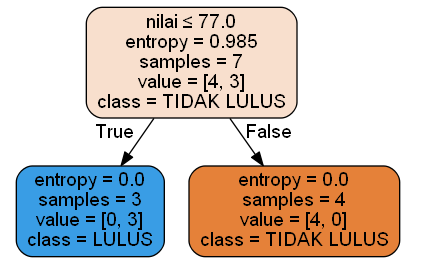 nilai ≤ 77.0
entropy = 0.985
samples = 7
value = [4, 3]
class = TIDAK LULUS
True
False
entropy = 0.0
samples = 3
value = [0, 3]
class = LULUS
entropy = 0.0
samples = 4
value = [4, 0]
class = TIDAK LULUS